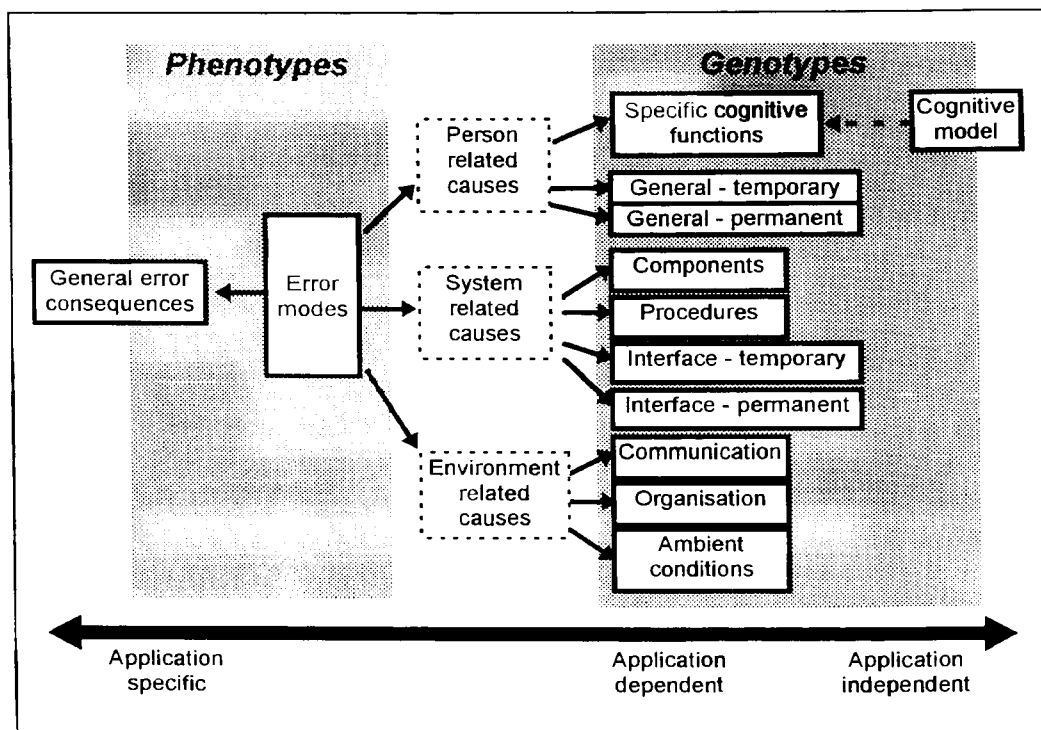 Phenotypes
Genotypes
Specific cognitive
functions
Cognitive
model
Person
related
causes
General - temporary
General - permanent
General error
consequences
Error
modes
System
related
causes
Components
Procedures
Interface - temporary
Interface - permanent
Environment
related
causes
Communication
Organisation
Ambient
conditions
Application
specific
Application
dependent
Application
independent